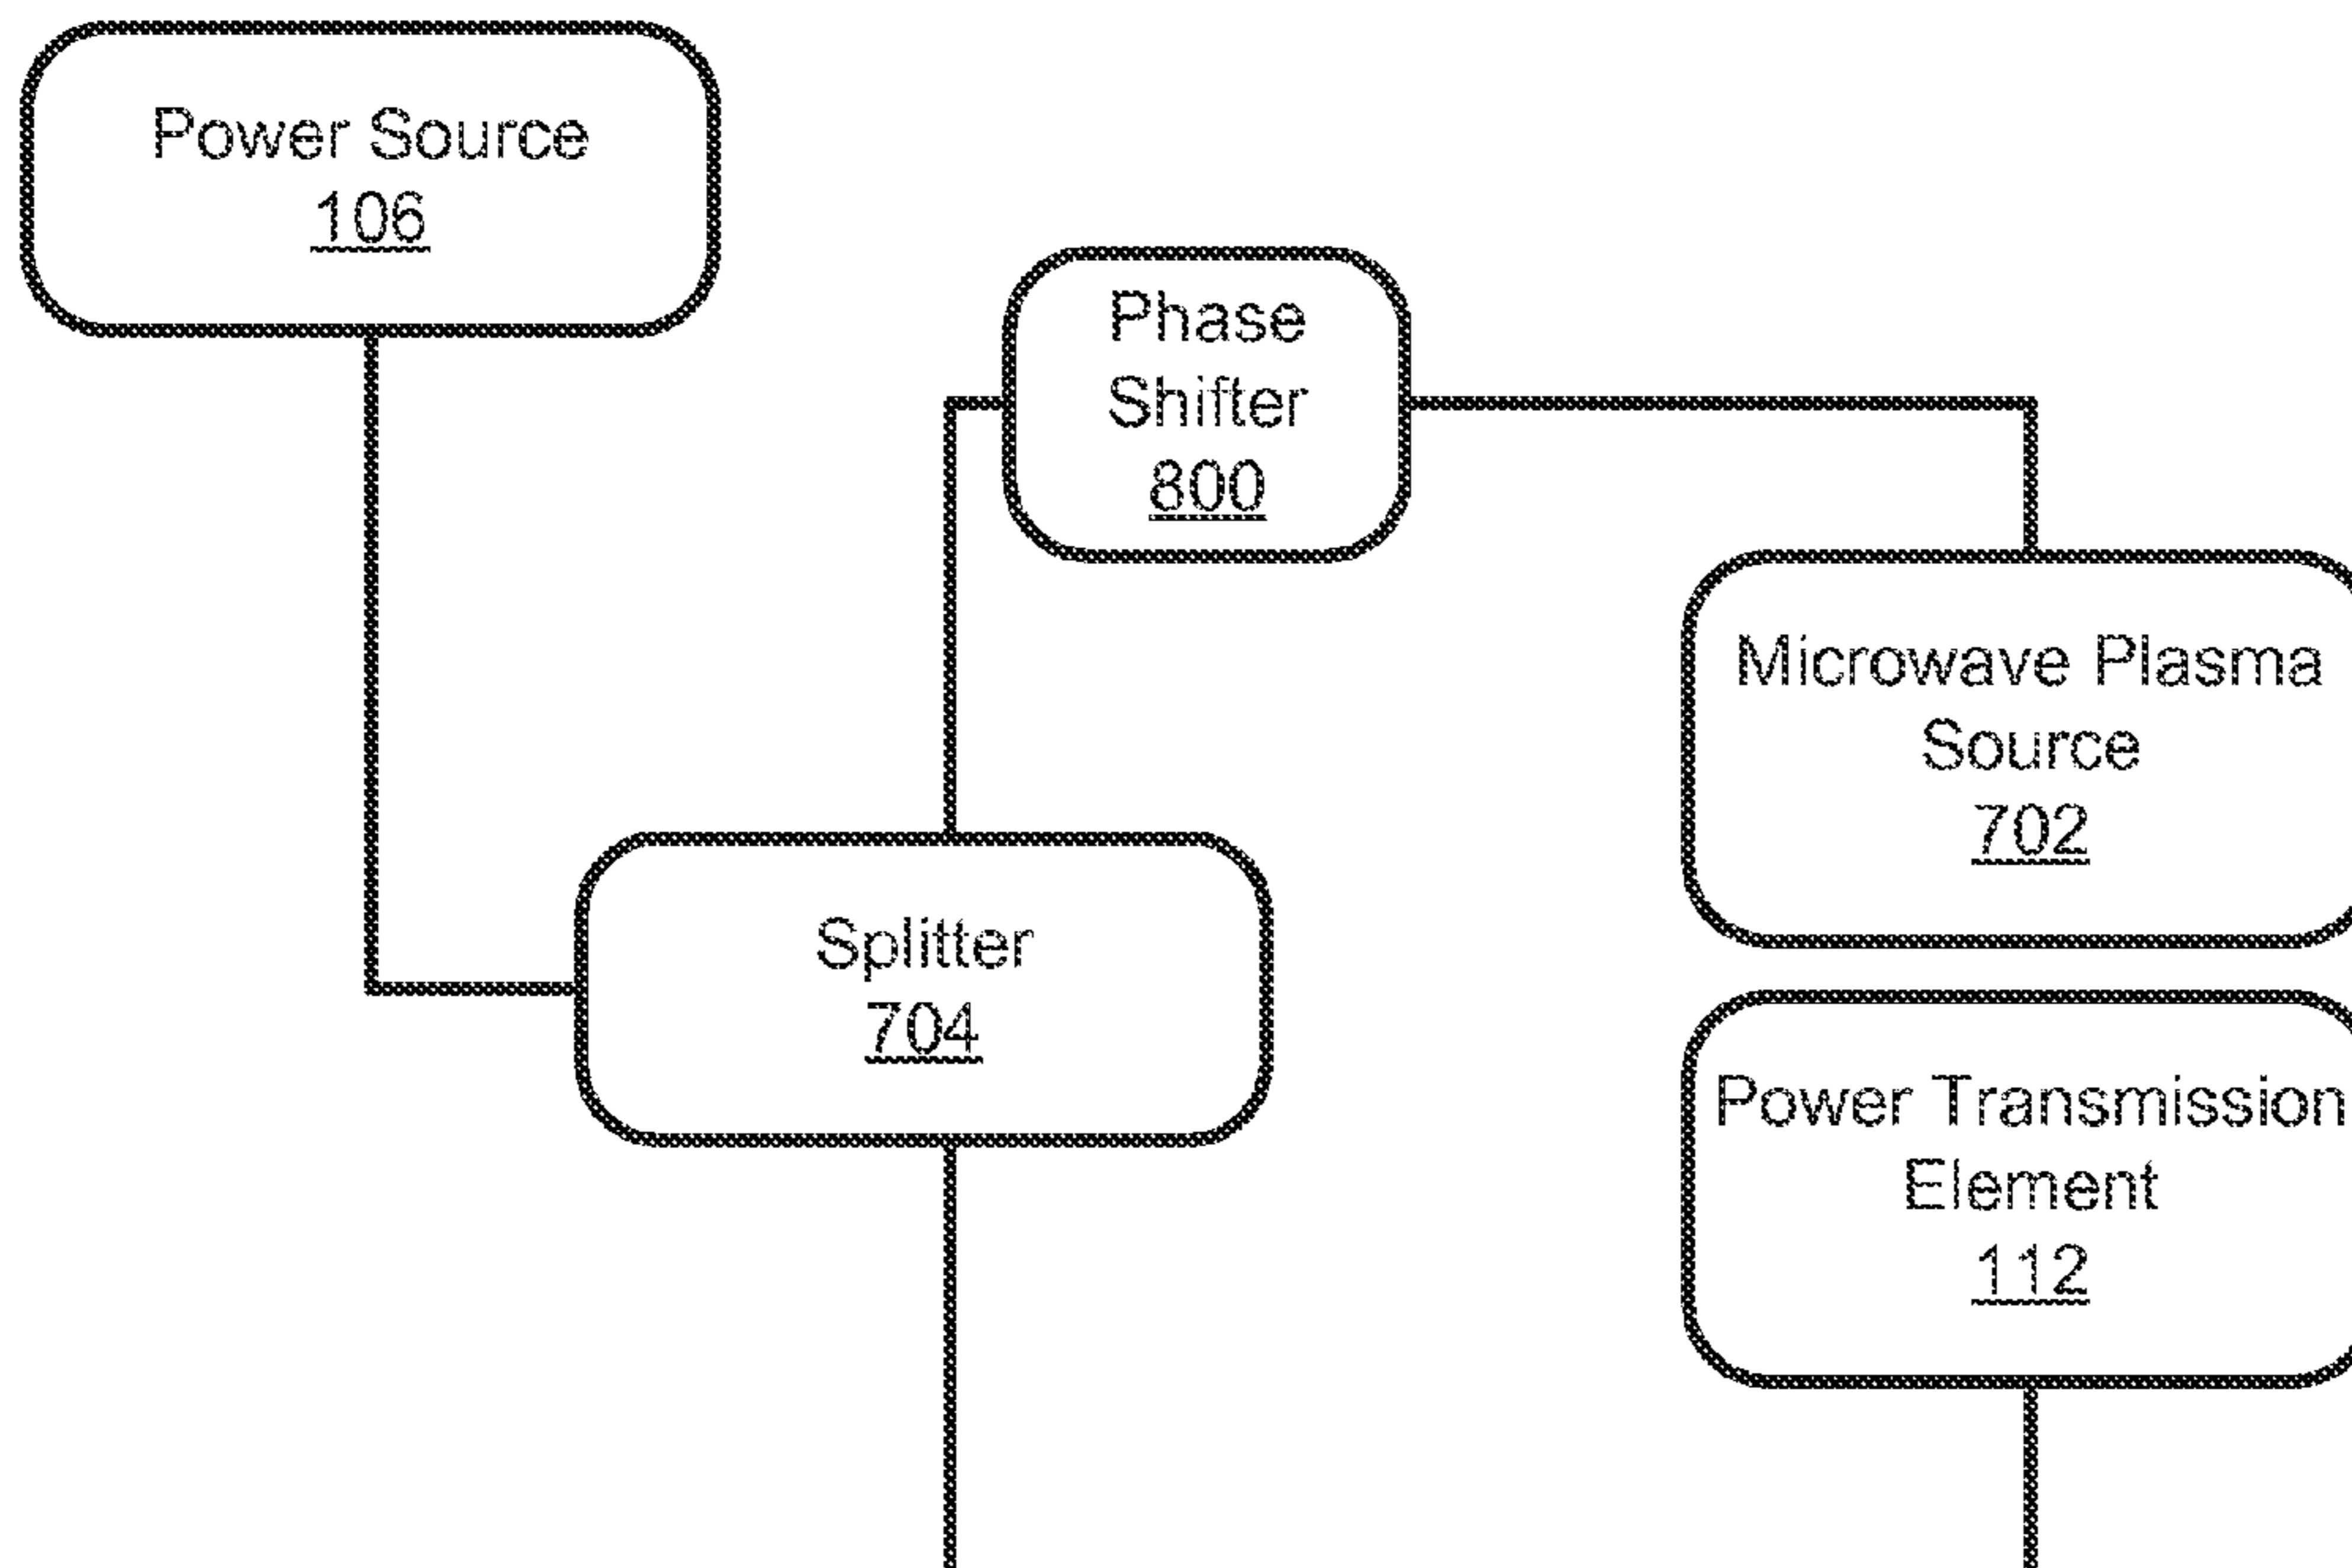 Power Source
106
Phase
Shifter
800
Microwave Plasma
Source
702
Splitter
704
Power Transmission
Element
112